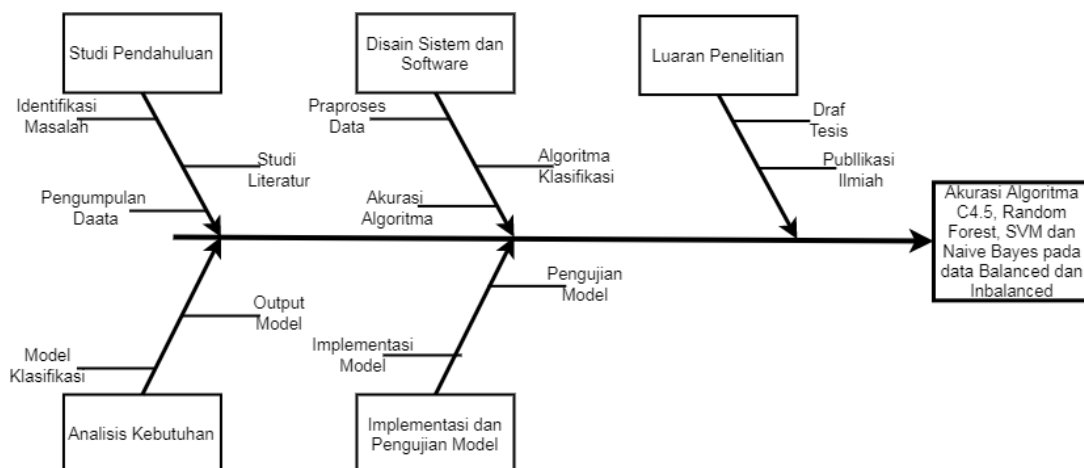 Studi Pendahuluan
Disain Sistem dan
Software
Luaran Penelitian
Identifikasi
Masalah
Studi
Literatur
Pengumpulan
Daata
Praproses
Data
Algoritma
Klasifikasi
Akurasi
Algoritma
Draf
Tesis
Publlikasi
Ilmiah
Akurasi Algoritma
C4.5, Random
Forest, SVM dan
Naive Bayes pada
data Balanced dan
Inbalanced
Output
Model
Model
Klasifikasi
Analisis Kebutuhan
Pengujian
Model
Implementasi
Model
Implementasi dan
Pengujian Model